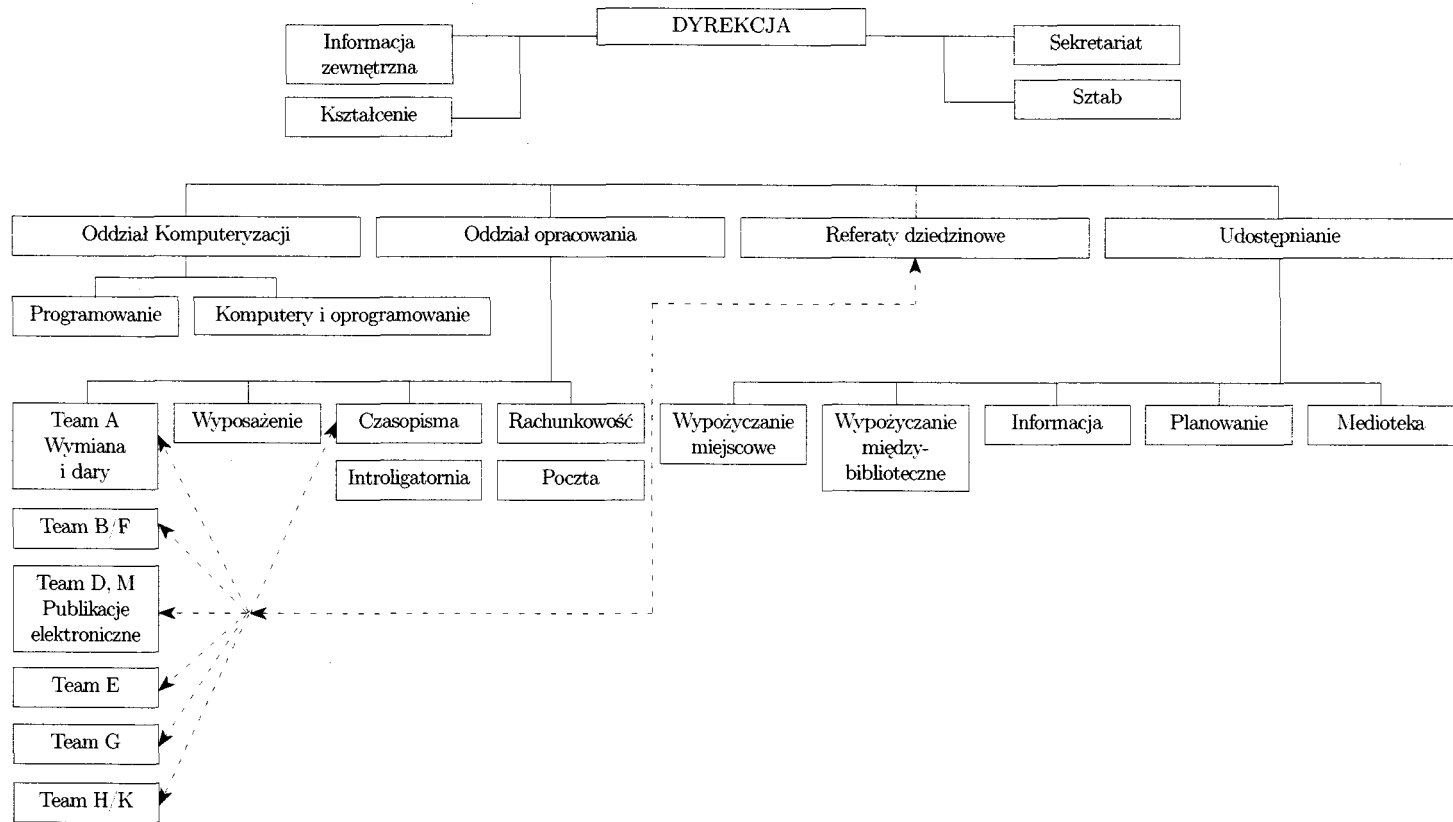 DYREKCJA
Informacja
zewnętrzna
Sekretariat
Kształcenie
Sztab
Oddział Komputeryzacji
Oddział opracowania
Referaty dziedzinowe
Udostępnianie
Programowanie
Komputery i oprogramowanie
Team A
Wymiana
i dary
Wyposażenie
Czasopisma
Rachunkowość
Introligatornia
Poczta
Wypożyczanie
miejscowe
Wypożyczanie
między-
biblioteczne
Informacja
Planowanie
Medioteka
Team B/F
Team D, M
Publikacje
elektroniczne
Team E
Team G
Team H/K